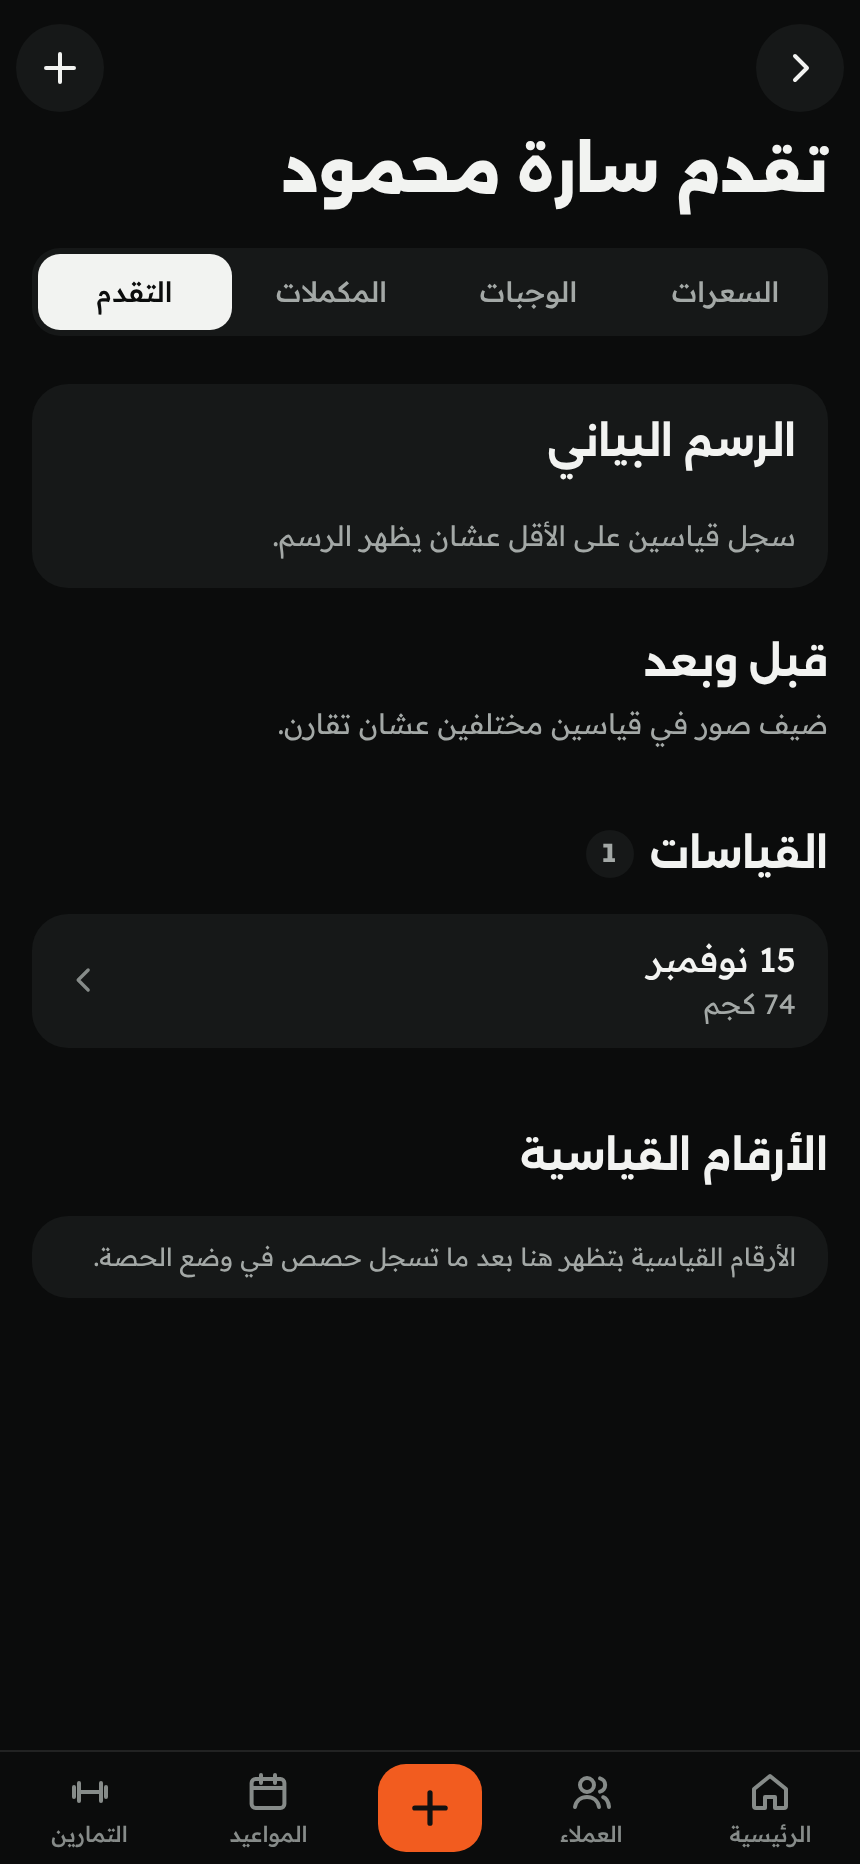 تقدم سارة محمود
السعرات
الوجبات
المكملات
التقدم
الرسم البياني
سجل قياسين على الأقل عشان يظهر الرسم.
قبل وبعد
ضيف صور في قياسين مختلفين عشان تقارن.
القياسات 1
15 نوفمبر
74 كجم
الأرقام القياسية
الأرقام القياسية بتظهر هنا بعد ما تسجل حصص في وضع الحصة.
الرئيسية
العملاء
المواعيد
التمارين